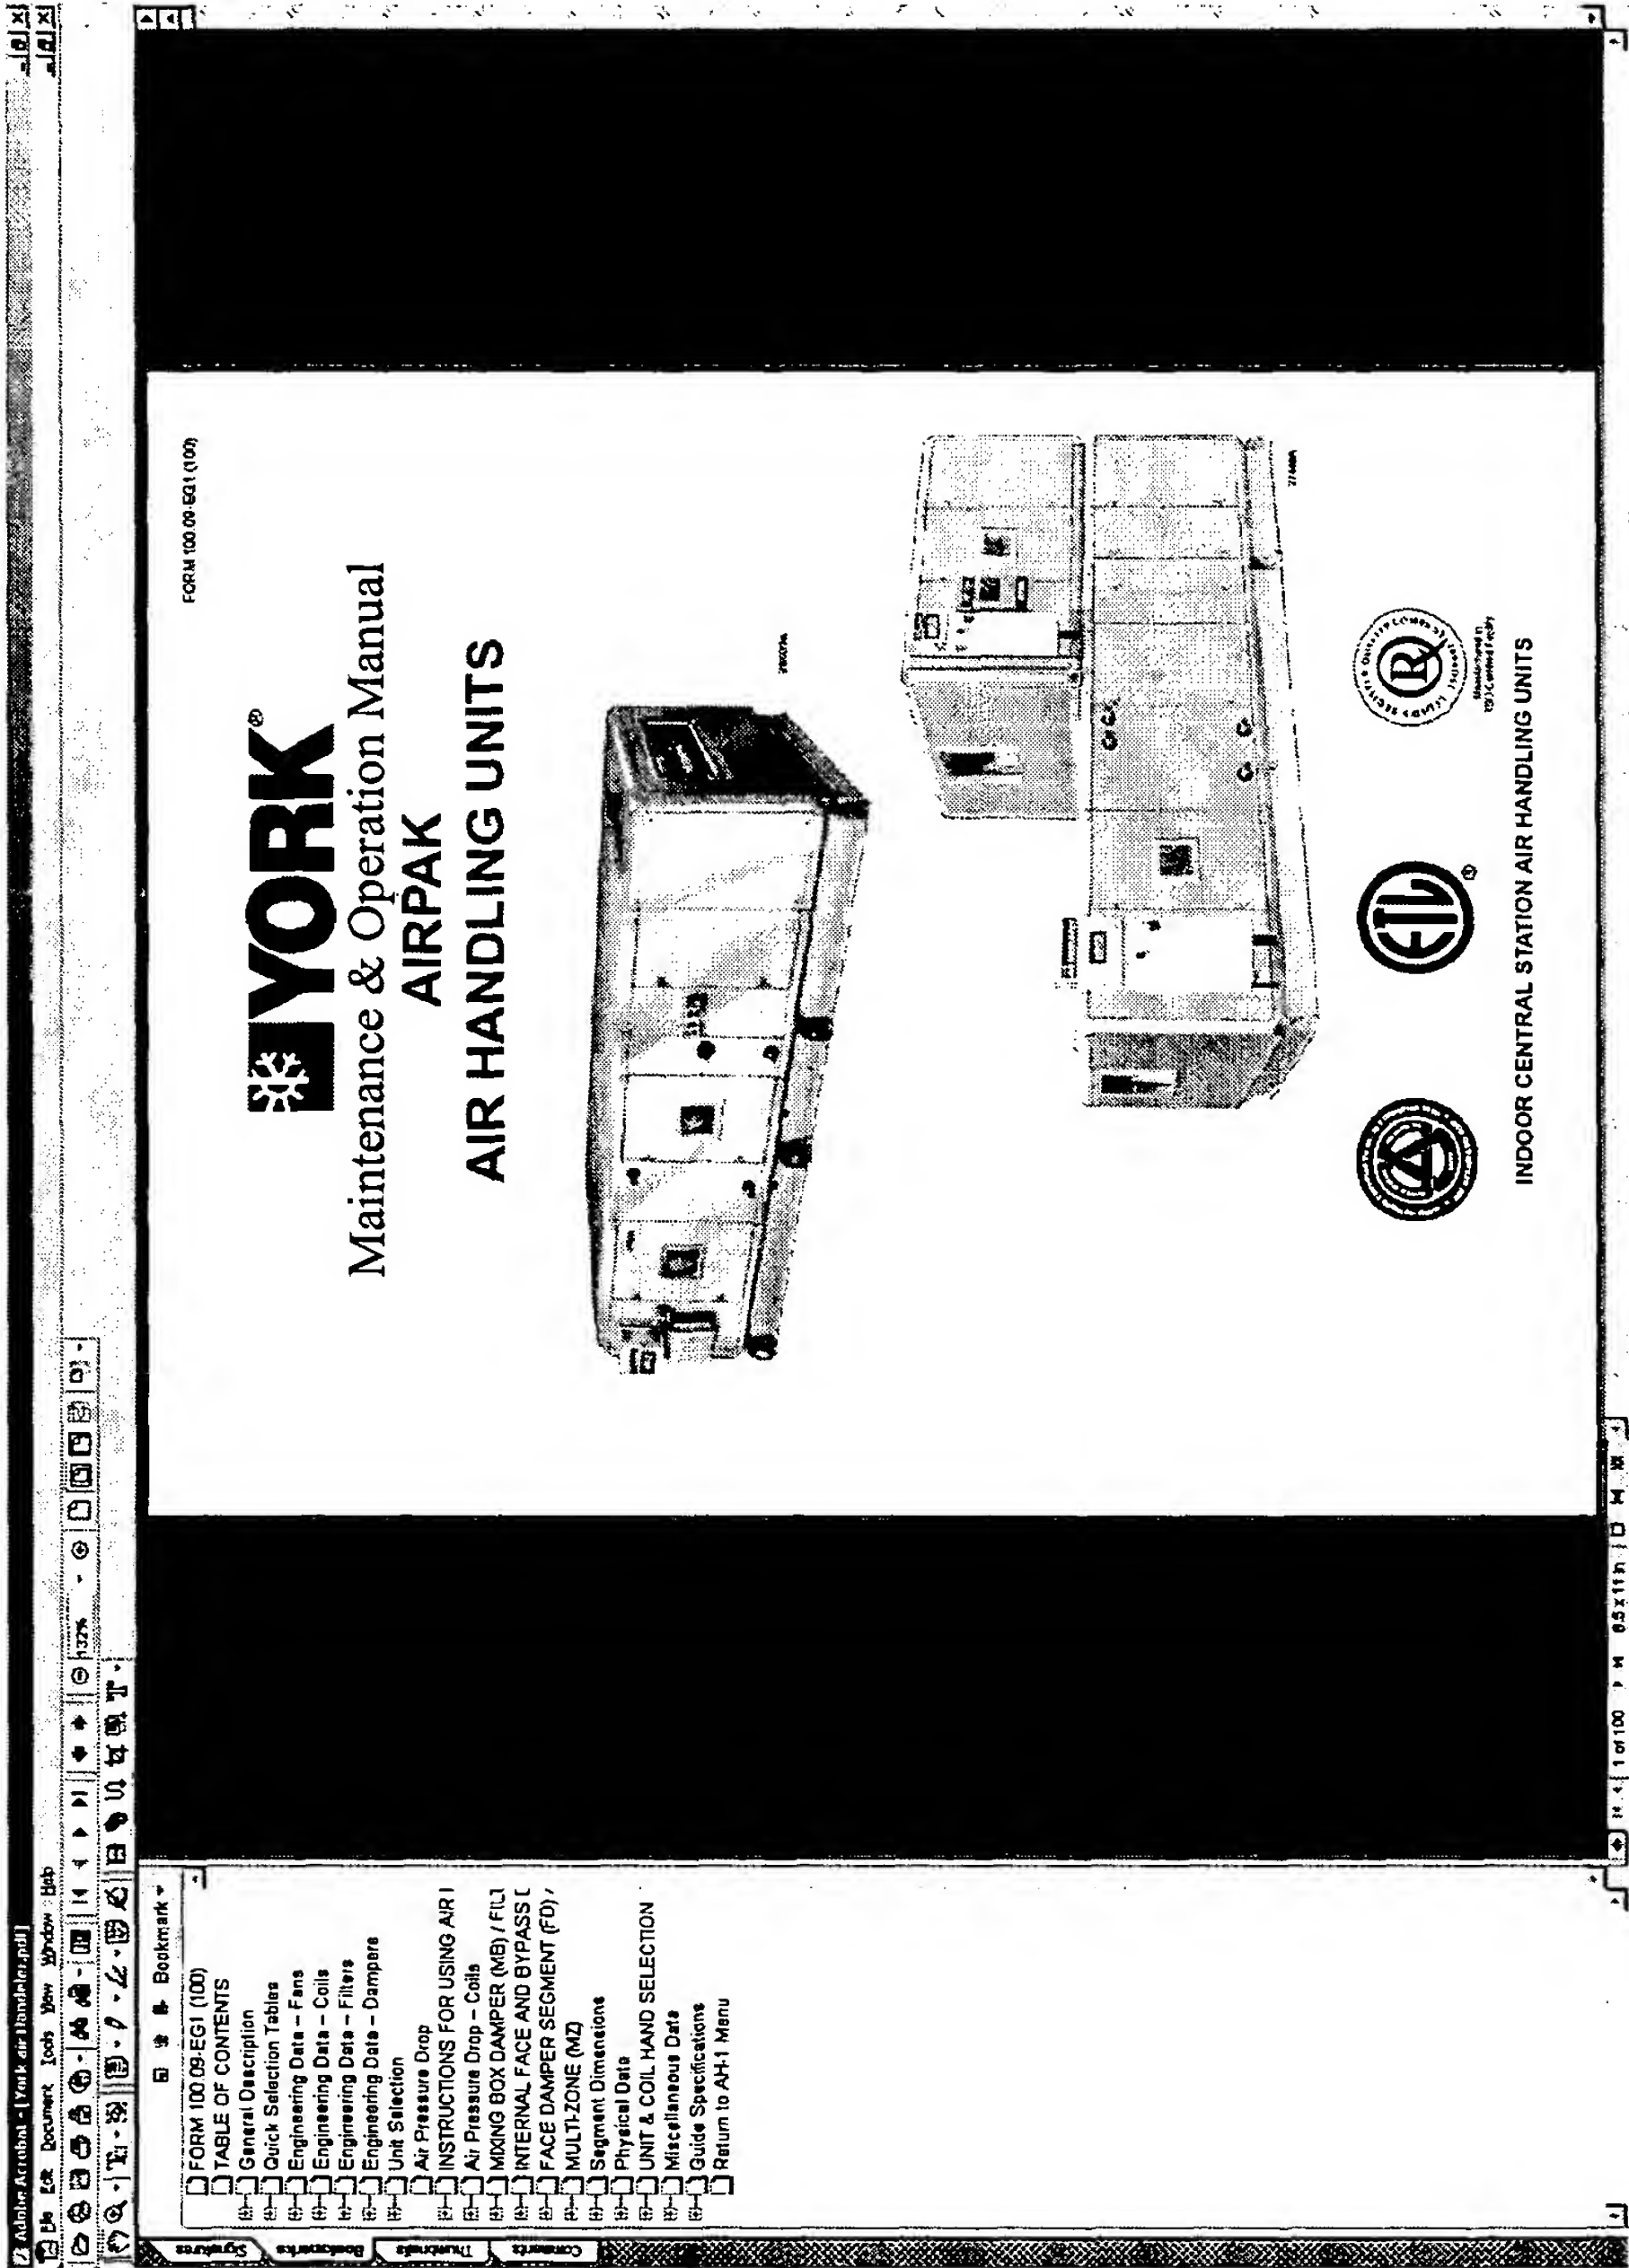 Adobe Acrobat - [York air Handeler.pdf]
File Edit Document Tools View Window Help
132%
Bookmark
Signatures
Bookmarks
Thumbnails
Comments
FORM 100.09-EG1 (100)
TABLE OF CONTENTS
General Description
Quick Selection Tables
Engineering Data – Fans
Engineering Data – Coils
Engineering Data – Filters
Engineering Data – Dampers
Unit Selection
Air Pressure Drop
INSTRUCTIONS FOR USING AIR
Air Pressure Drop – Coils
MIXING BOX DAMPER (MB) /
INTERNAL FACE AND BYPASS
FACE DAMPER SEGMENT (FD) /
MULTI-ZONE (MZ)
Segment Dimensions
Physical Data
UNIT & COIL HAND SELECTION
Miscellaneous Data
Guide Specifications
Return to AH-1 Menu
FORM 100.09-EG1 (100)
YORK®
Maintenance & Operation Manual
AIRPAK
AIR HANDLING UNITS
ETL®
R
INDOOR CENTRAL STATION AIR HANDLING UNITS
1 of 100
8.5 x 11 in